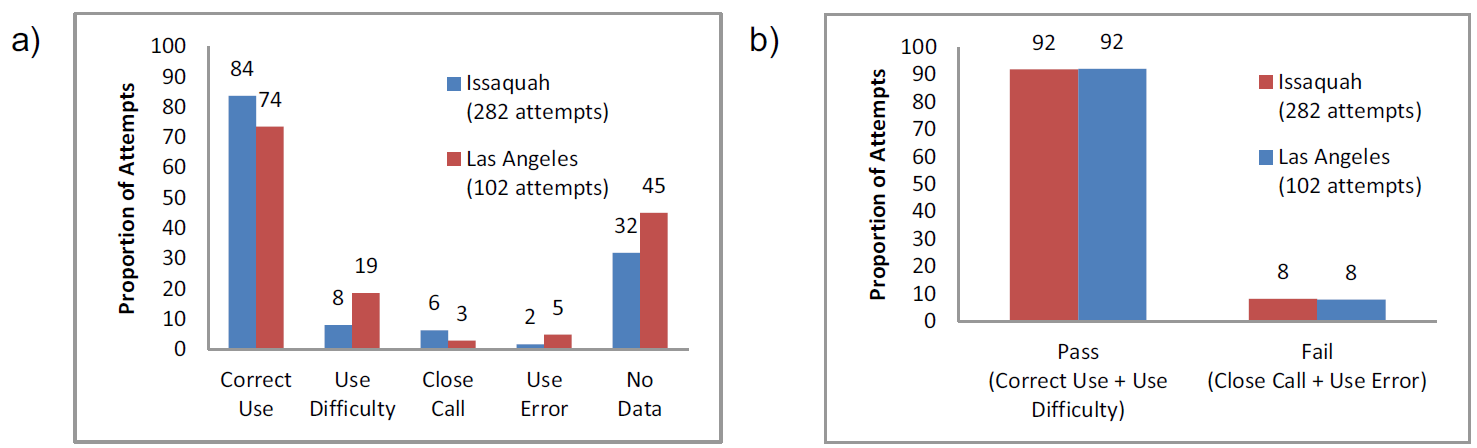 a)
Proportion of Attempts
100
90
80
70
60
50
40
30
20
10
0
84
74
8
19
6
3
2
5
32
45
Issaquah
(282 attempts)
Las Angeles
(102 attempts)
Correct
Use
Use
Difficulty
Close
Call
Use
Error
No
Data
b)
Proportion of Attempts
100
90
80
70
60
50
40
30
20
10
0
92
92
8
8
Issaquah
(282 attempts)
Las Angeles
(102 attempts)
Pass
(Correct Use + Use
Difficulty)
Fail
(Close Call + Use Error)